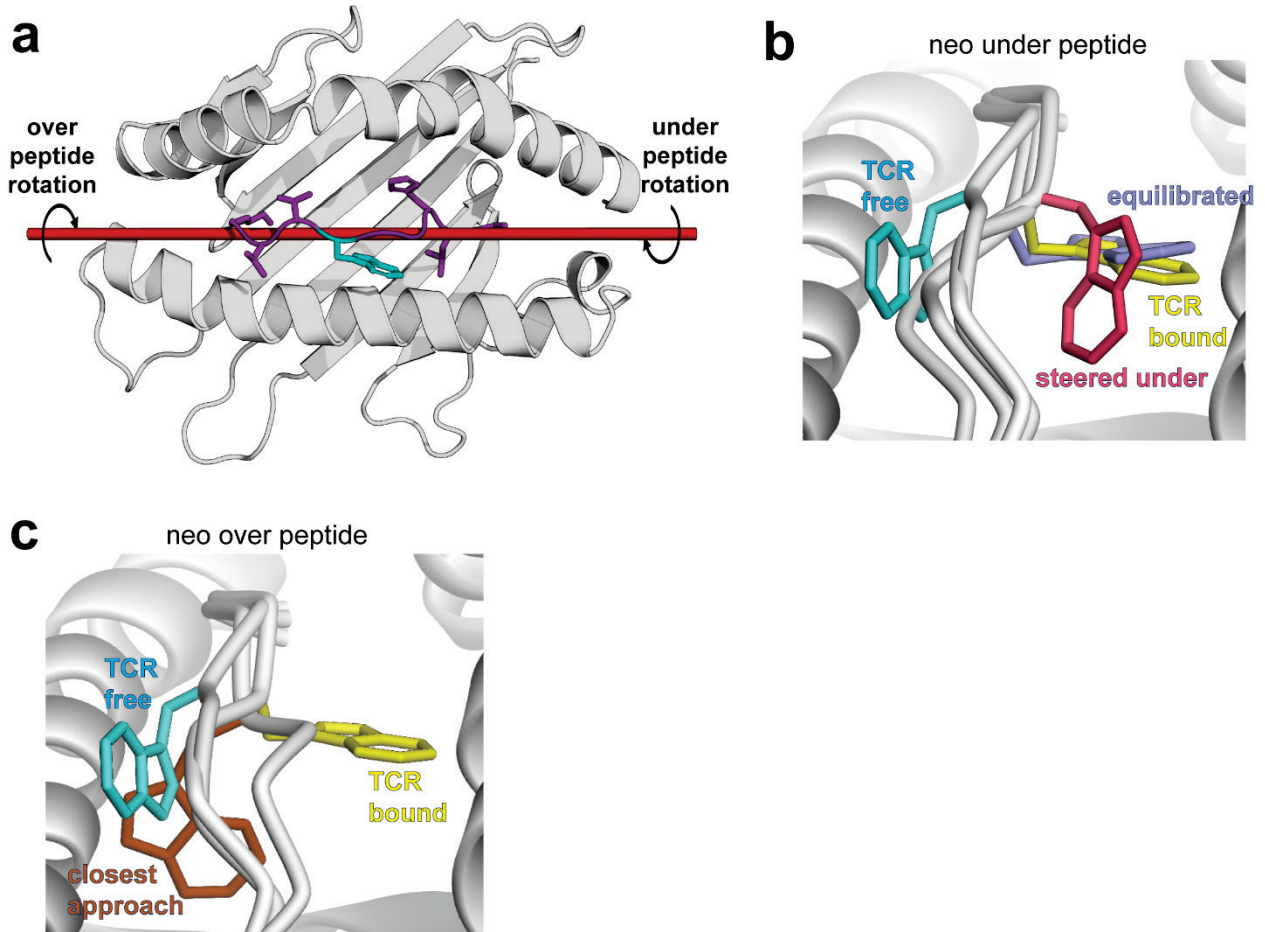 a
over
peptide
rotation
under
peptide
rotation
b
neo under peptide
TCR
free
equilibrated
TCR
bound
steered under
c
neo over peptide
TCR
free
TCR
bound
closest
approach